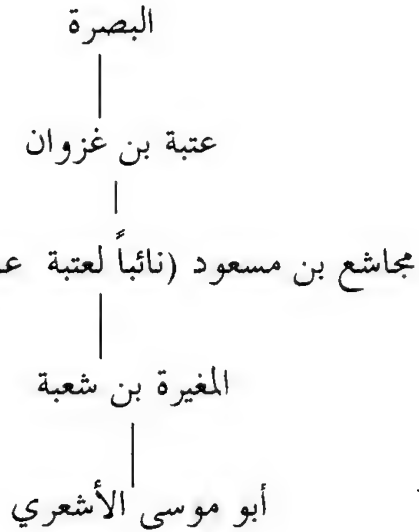 البصرة
عتبة بن غزوان
مجاشع بن مسعود (نائباً لعتبة
المغيرة بن شعبة
أبو موسى الأشعري